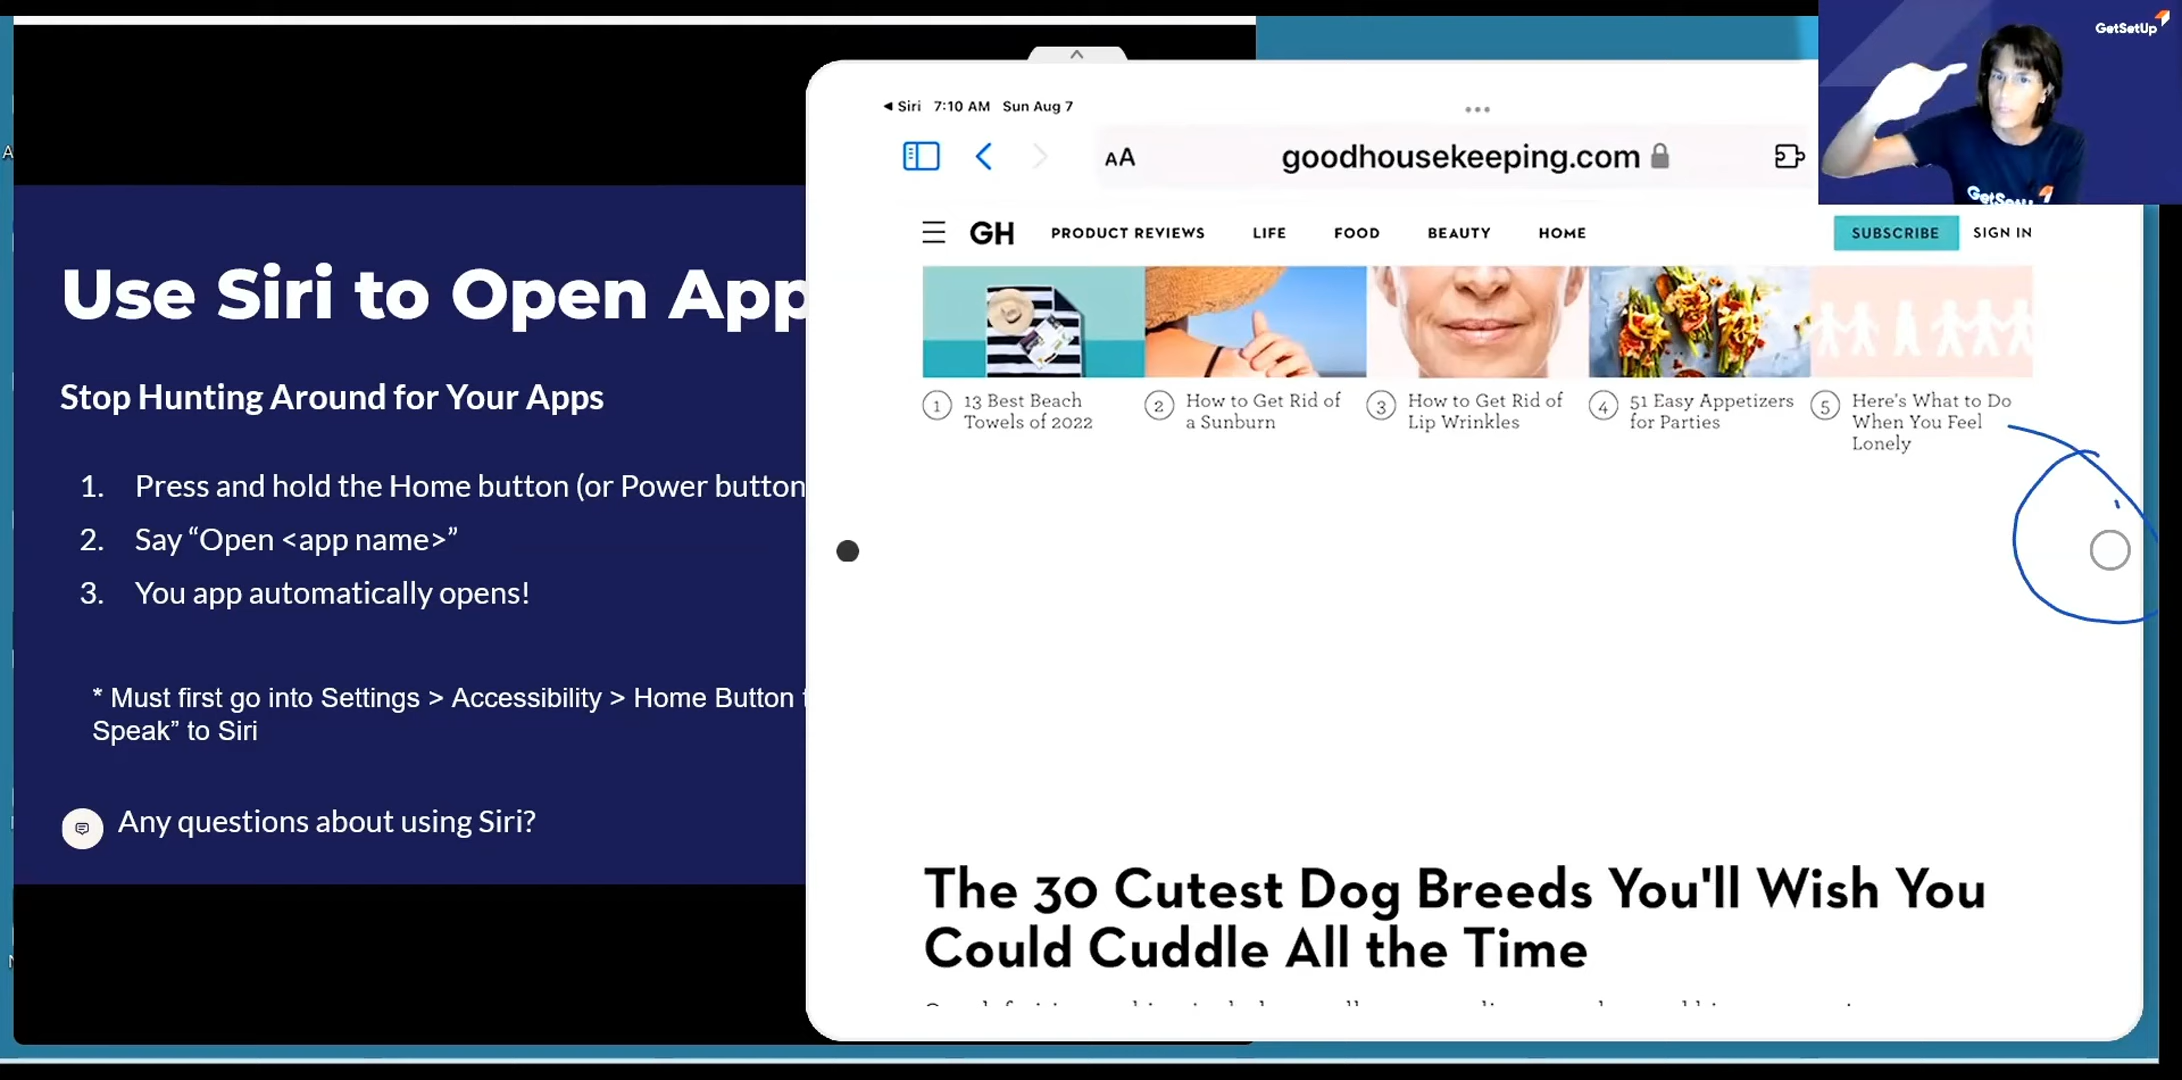 GetSetUp
GetSetUp
Use Siri to Open App
Stop Hunting Around for Your Apps
1. Press and hold the Home button (or Power button
2. Say “Open <app name>”
3. You app automatically opens!
* Must first go into Settings > Accessibility > Home Button
Speak” to Siri
Any questions about using Siri?
Siri 7:10 AM Sun Aug 7
AA goodhousekeeping.com
GH PRODUCT REVIEWS LIFE FOOD BEAUTY HOME SUBSCRIBE SIGN IN
1 13 Best Beach
Towels of 2022
2 How to Get Rid of
a Sunburn
3 How to Get Rid of
Lip Wrinkles
4 51 Easy Appetizers
for Parties
5 Here's What to Do
When You Feel
Lonely
The 30 Cutest Dog Breeds You'll Wish You
Could Cuddle All the Time